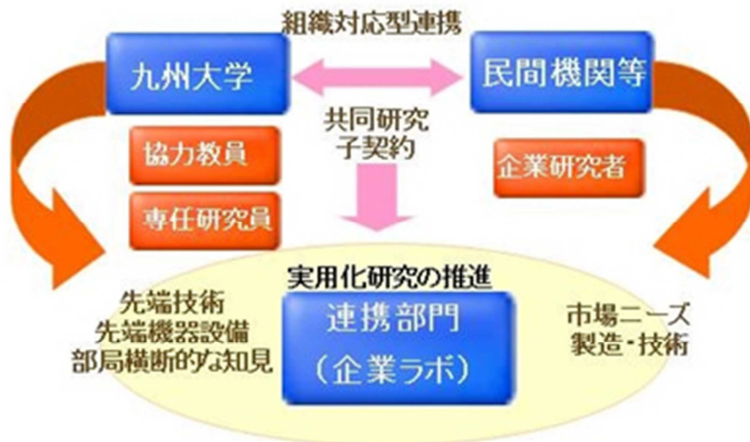 組織対応型連携
九州大学
民間機関等
共同研究
子契約
協力教員
専任研究員
企業研究者
実用化研究の推進
連携部門
（企業ラボ）
先端技術
先端機器設備
部局横断的な知見
市場ニーズ
製造・技術